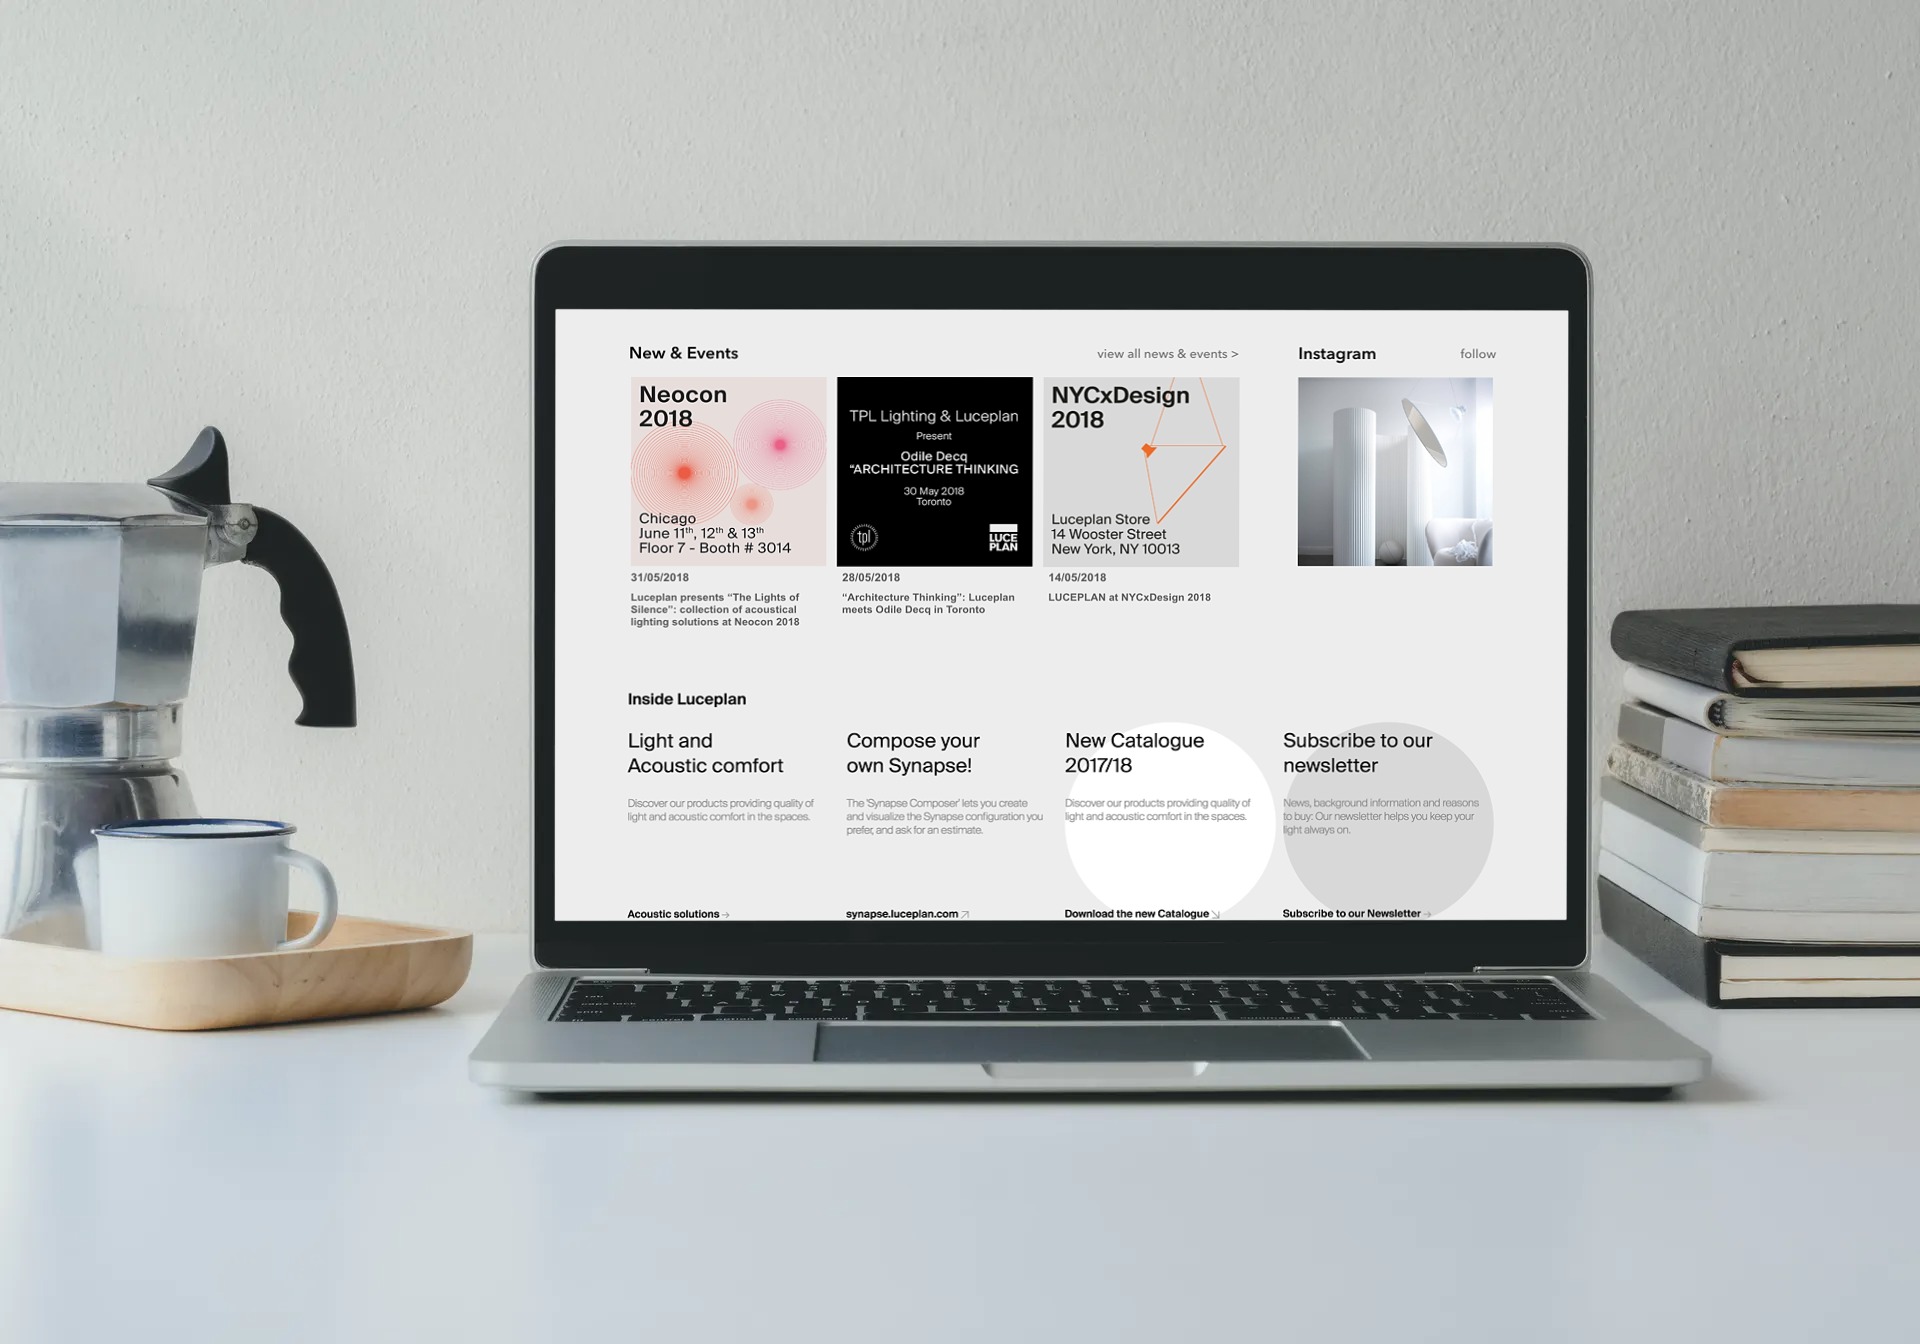 New & Events
view all news & events >
Instagram
follow
Neocon
2018
Chicago
June 11th, 12th & 13th
Floor 7 - Booth # 3014
TPL Lighting & Luceplan
Present
Odile Decq
“ARCHITECTURE THINKING
30 May 2018
Toronto
tpl
LUCE
PLAN
NYCxDesign
2018
Luceplan Store
14 Wooster Street
New York, NY 10013
31/05/2018
Luceplan presents “The Lights of
Silence”: collection of acoustical
lighting solutions at Neocon 2018
28/05/2018
“Architecture Thinking”: Luceplan
meets Odile Decq in Toronto
14/05/2018
LUCEPLAN at NYCxDesign 2018
Inside Luceplan
Light and
Acoustic comfort
Discover our products providing quality of
light and acoustic comfort in the spaces.
Acoustic solutions →
Compose your
own Synapse!
The 'Synapse Composer' lets you create
and visualize the Synapse configuration you
prefer, and ask for an estimate.
synapse.luceplan.com ↗
New Catalogue
2017/18
Discover our products providing quality of
light and acoustic comfort in the spaces.
Download the new Catalogue ↘
Subscribe to our
newsletter
News, background information and reasons
to buy: Our newsletter helps you keep your
light always on.
Subscribe to our Newsletter →